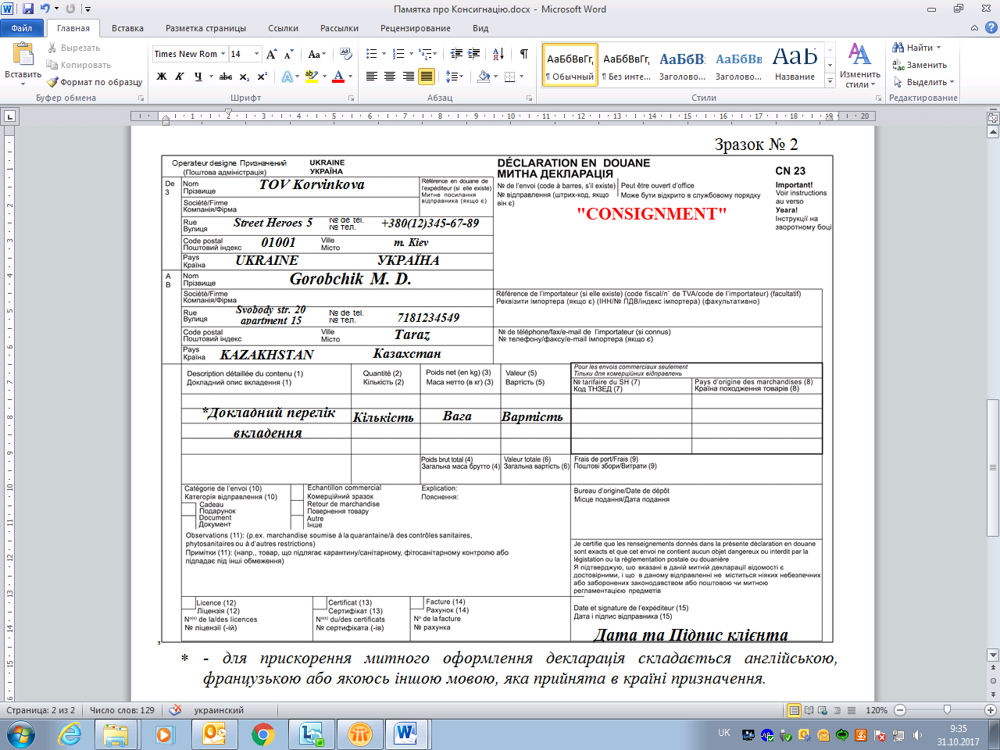 Памятка про Консигнацію.docx - Microsoft Word
Файл Главная Вставка Разметка страницы Ссылки Рассылки Рецензирование Вид
Вставить
Вырезать
Копировать
Формат по образцу
Буфер обмена
Times New Rom 14
Ж К Ч abc x₂ x²
Шрифт
Абзац
АаБбВвГг, АаБбВвГг, АаБбВ АаБбВв АаБ
¶ Обычный ¶ Без инте... Заголово... Заголово... Название
Стили
Изменить стили
Найти
Заменить
Выделить
Редактирование
Зразок № 2
Operateur designe Призначений
(Поштова адміністрація)
UKRAINE
УКРАЇНА
DÉCLARATION EN DOUANE
МИТНА ДЕКЛАРАЦІЯ
CN 23
De
З
Nom
Прізвище
TOV Korvinkova
Référence en douane de
l'expéditeur (si elle existe)
Митне посилання
відправника (якщо є)
№ de l'envoi (code à barres, s'il existe)
№ відправлення (штрих-код, якщо
він є)
Peut être ouvert d'office
Може бути відкрито в службовому порядку
Important!
Voir instructions
au verso
Увага!
Інструкції на
зворотному боці
"CONSIGNMENT"
Société/Firme
Компанія/Фірма
Rue
Вулиця
Street Heroes 5
№ de tel.
№ тел.
+380(12)345-67-89
Code postal
Поштовий індекс
01001
Ville
Місто
m. Kiev
Pays
Країна
UKRAINE УКРАЇНА
A
В
Nom
Прізвище
Gorobchik M. D.
Société/Firme
Компанія/Фірма
Référence de l'importateur (si elle existe) (code fiscal/n° de TVA/code de l'importateur) (facultatif)
Реквізити імпортера (якщо є) (ІНН/№ ПДВ/індекс імпортера) (факультативно)
Rue
Вулиця
Svobody str. 20
apartment 15
№ de tel.
№ тел.
7181234549
Code postal
Поштовий індекс
Ville
Місто
Taraz
№ de téléphone/fax/e-mail de l'importateur (si connus)
№ телефону/факсу/e-mail імпортера (якщо є)
Pays
Країна
KAZAKHSTAN Казахстан
Description détaillée du contenu (1)
Докладний опис вкладення (1)
Quantité (2)
Кількість (2)
Poids net (en kg) (3)
Маса нетто (в кг) (3)
Valeur (5)
Вартість (5)
Pour les envois commerciaux seulement
Тільки для комерційних відправлень
№ tarifaire du SH (7)
Код ТНЗЕД (7)
Pays d'origine des marchandises (8)
Країна походження товарів (8)
*Докладний перелік
вкладення
Кількість
Вага
Вартість
Poids brut total (4)
Загальна маса брутто (4)
Valeur totale (6)
Загальна вартість (6)
Frais de port/Frais (9)
Поштові збори/Витрати (9)
Catégorie de l'envoi (10)
Категорія відправлення (10)
Cadeau
Подарунок
Document
Документ
Echantillon commercial
Комерційний зразок
Retour de marchandise
Повернення товару
Autre
Інше
Explication:
Пояснення:
Bureau d'origine/Date de dépôt
Місце подання/Дата подання
Observations (11): (p.ex. marchandise soumise à la quarantaine/à des contrôles sanitaires,
phytosanitaires ou à d'autres restrictions)
Примітки (11): (напр., товар, що підлягає карантину/санітарному, фітосанітарному контролю або
підпадає під інші обмеження)
Je certifie que les renseignements donnés dans la présente déclaration en douane
sont exacts et que cet envoi ne contient aucun objet dangereux ou interdit par la
législation ou la réglementation postale ou douanière
Я підтверджую, шо вказані в даній митній декларації відомості є
достовірними, і що в даному відправленні не міститься ніяких небезпечних
або заборонених законодавством або поштовою чи митною
регламентацією предметів
Licence (12)
Ліцензія (12)
N°(s) de la/des licences
№ ліцензії (-ій)
Certificat (13)
Сертифікат (13)
N°(s) du/des certificats
№ сертифіката (-ів)
Facture (14)
Рахунок (14)
N° de la facture
№ рахунка
Date et signature de l'expéditeur (15)
Дата і підпис відправника (15)
Дата та Підпис клієнта
* - для прискорення митного оформлення декларація складається англійською,
французькою або якоюсь іншою мовою, яка прийнята в країні призначення.
Страница: 2 из 2 Число слов: 129 украинский 120%
UK
9:35
31.10.2017